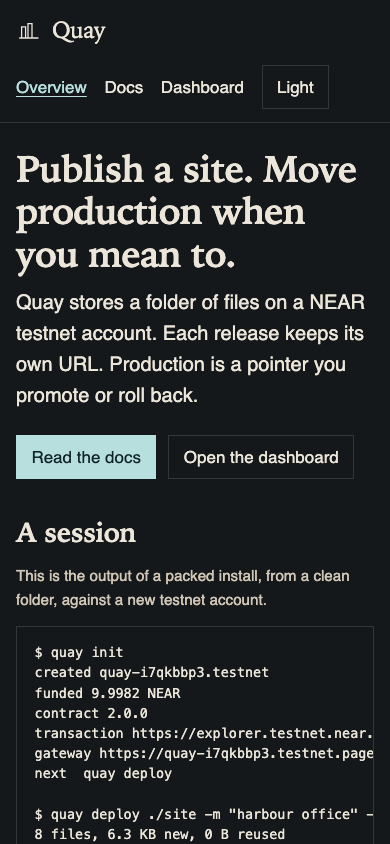 Quay
Overview Docs Dashboard Light
Publish a site. Move
production when
you mean to.
Quay stores a folder of files on a NEAR
testnet account. Each release keeps its
own URL. Production is a pointer you
promote or roll back.
Read the docs Open the dashboard
A session
This is the output of a packed install, from a clean
folder, against a new testnet account.
$ quay init
created quay-i7qkbbp3.testnet
funded 9.9982 NEAR
contract 2.0.0
transaction https://explorer.testnet.near.
gateway https://quay-i7qkbbp3.testnet.page
next  quay deploy
$ quay deploy ./site -m "harbour office" -
8 files, 6.3 KB new, 0 B reused